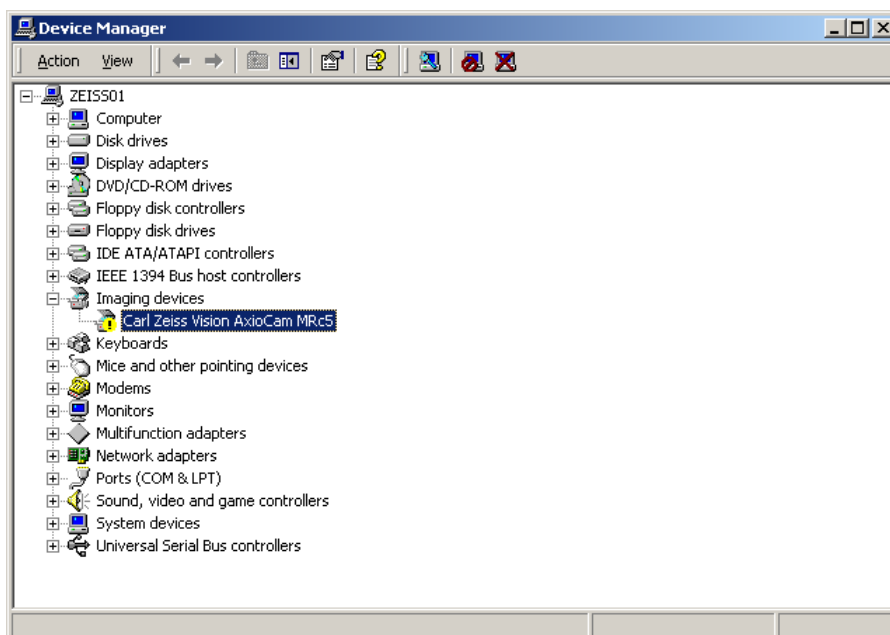 Device Manager
Action View
ZEISS01
Computer
Disk drives
Display adapters
DVD/CD-ROM drives
Floppy disk controllers
Floppy disk drives
IDE ATA/ATAPI controllers
IEEE 1394 Bus host controllers
Imaging devices
Carl Zeiss Vision AxioCam MRc5
Keyboards
Mice and other pointing devices
Modems
Monitors
Multifunction adapters
Network adapters
Ports (COM & LPT)
Sound, video and game controllers
System devices
Universal Serial Bus controllers